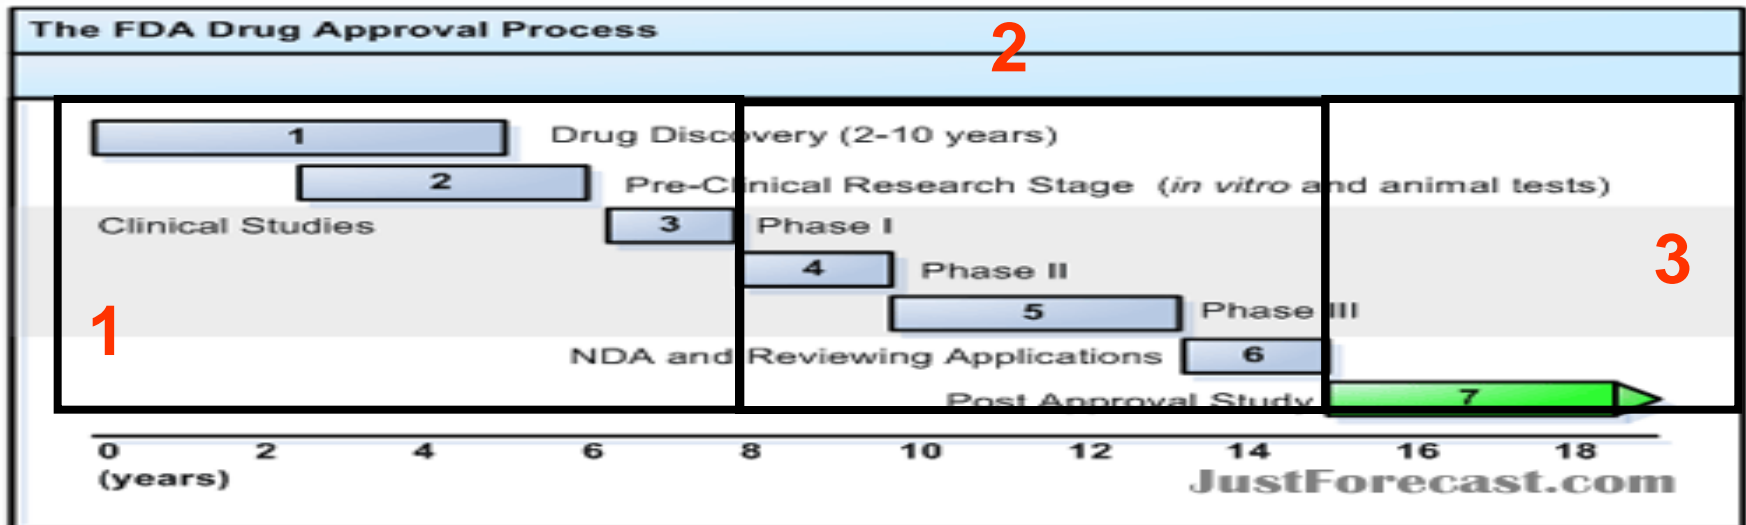 The FDA Drug Approval Process
2
1 Drug Discovery (2-10 years)
2 Pre-Clinical Research Stage (in vitro and animal tests)
Clinical Studies 3 Phase I
4 Phase II
3
5 Phase III
1
NDA and Reviewing Applications 6
Post Approval Study 7
0 2 4 6 8 10 12 14 16 18
(years)
JustForecast.com